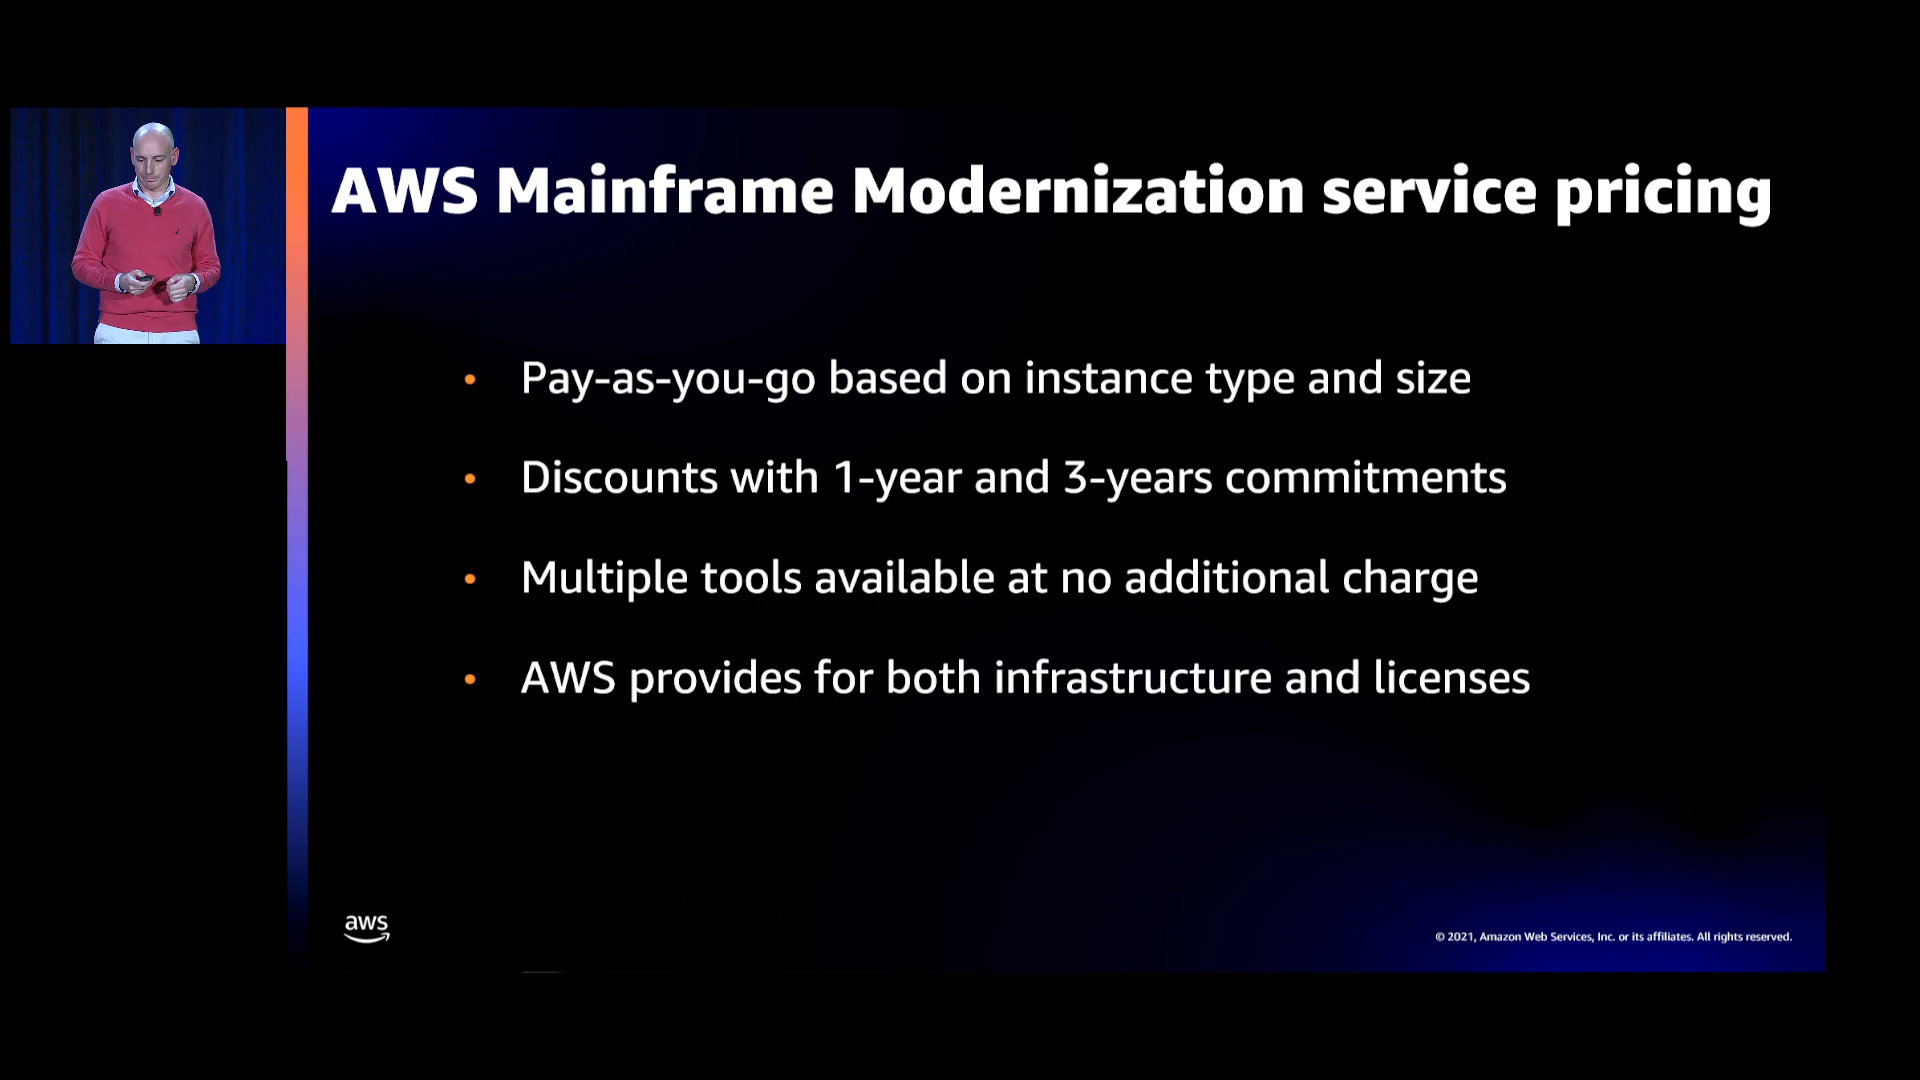 AWS Mainframe Modernization service pricing
• Pay-as-you-go based on instance type and size
• Discounts with 1-year and 3-years commitments
• Multiple tools available at no additional charge
• AWS provides for both infrastructure and licenses
aws
© 2021, Amazon Web Services, Inc. or its affiliates. All rights reserved.